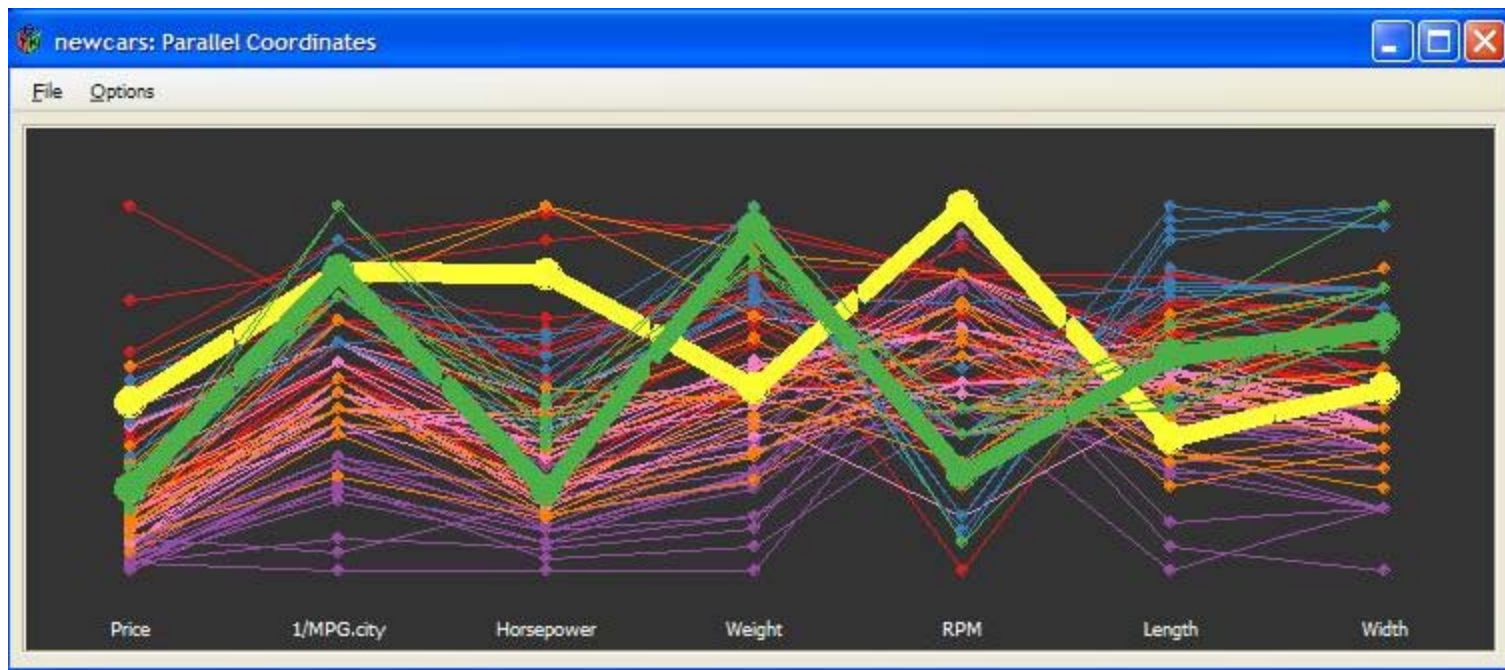 newcars: Parallel Coordinates
File Options
Price 1/MPG.city Horsepower Weight RPM Length Width